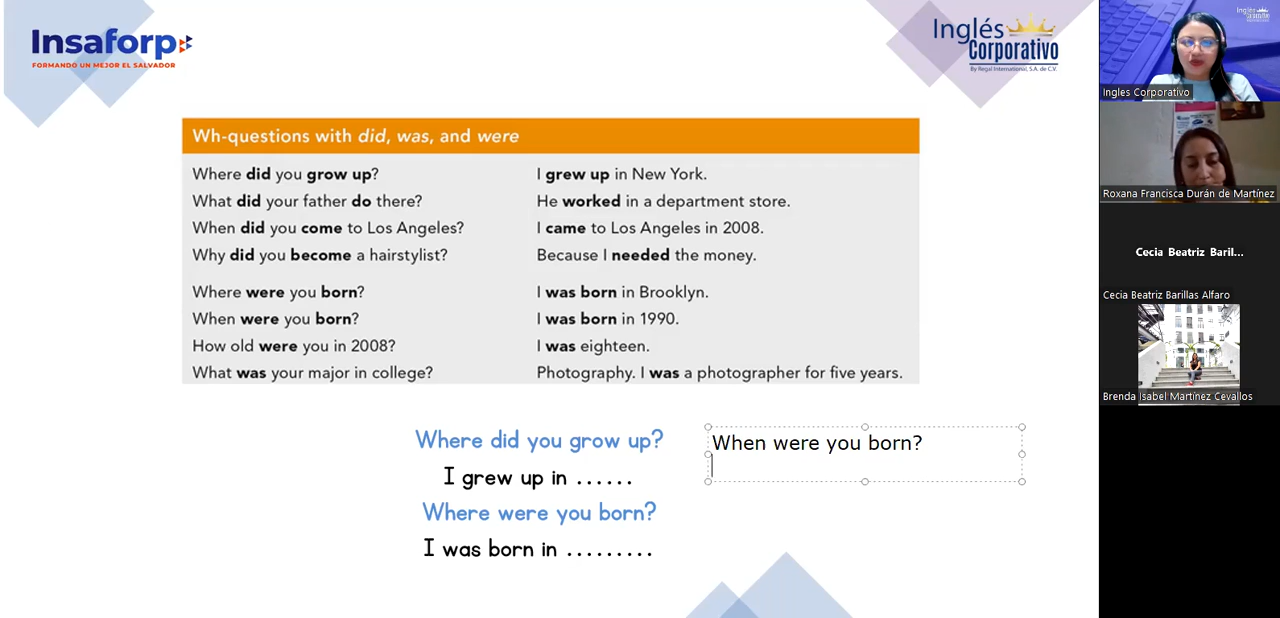 Insaforp
FORMANDO UN MEJOR EL SALVADOR
Inglés
Corporativo
By Regal International, S.A. de C.V.
Wh-questions with did, was, and were
Where did you grow up? I grew up in New York.
What did your father do there? He worked in a department store.
When did you come to Los Angeles? I came to Los Angeles in 2008.
Why did you become a hairstylist? Because I needed the money.
Where were you born? I was born in Brooklyn.
When were you born? I was born in 1990.
How old were you in 2008? I was eighteen.
What was your major in college? Photography. I was a photographer for five years.
Where did you grow up?
I grew up in ......
Where were you born?
I was born in .........
When were you born?
Ingles Corporativo
Roxana Francisca Durán de Martínez
Cecia Beatriz Baril...
Cecia Beatriz Barillas Alfaro
Brenda Isabel Martínez Cevallos